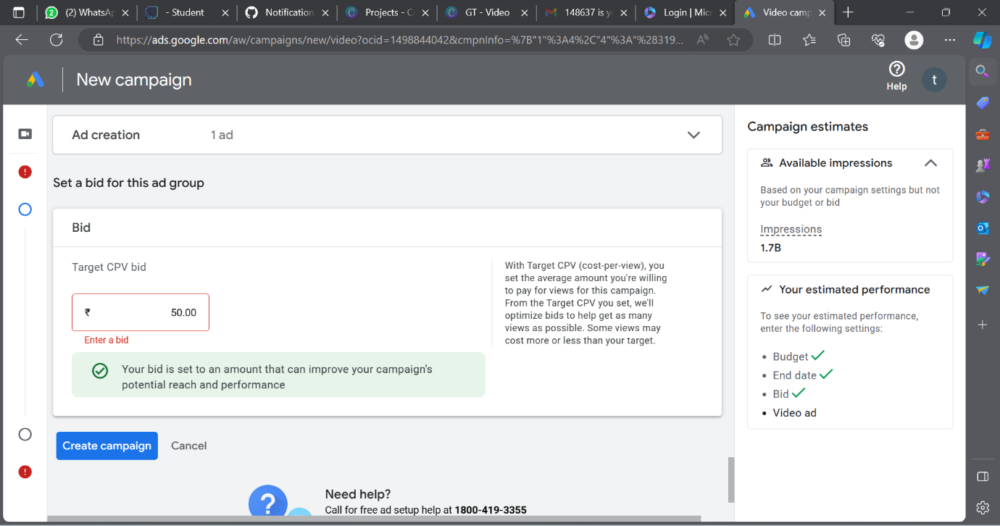 (2) WhatsAp
- Student
Notification
Projects - C
GT - Video
148637 is y
Login | Micr
Video camp
https://ads.google.com/aw/campaigns/new/video?ocid=1498844042&cmpnInfo=%7B"1"%3A4%2C"4"%3A"%28319...
New campaign
Help
t
Ad creation
1 ad
Set a bid for this ad group
Bid
Target CPV bid
₹ 50.00
Enter a bid
Your bid is set to an amount that can improve your campaign's
potential reach and performance
With Target CPV (cost-per-view), you
set the average amount you're willing
to pay for views for this campaign.
From the Target CPV you set, we'll
optimize bids to help get as many
views as possible. Some views may
cost more or less than your target.
Create campaign
Cancel
Need help?
Call for free ad setup help at 1800-419-3355
Campaign estimates
Available impressions
Based on your campaign settings but not
your budget or bid
Impressions
1.7B
Your estimated performance
To see your estimated performance,
enter the following settings:
• Budget
• End date
• Bid
• Video ad